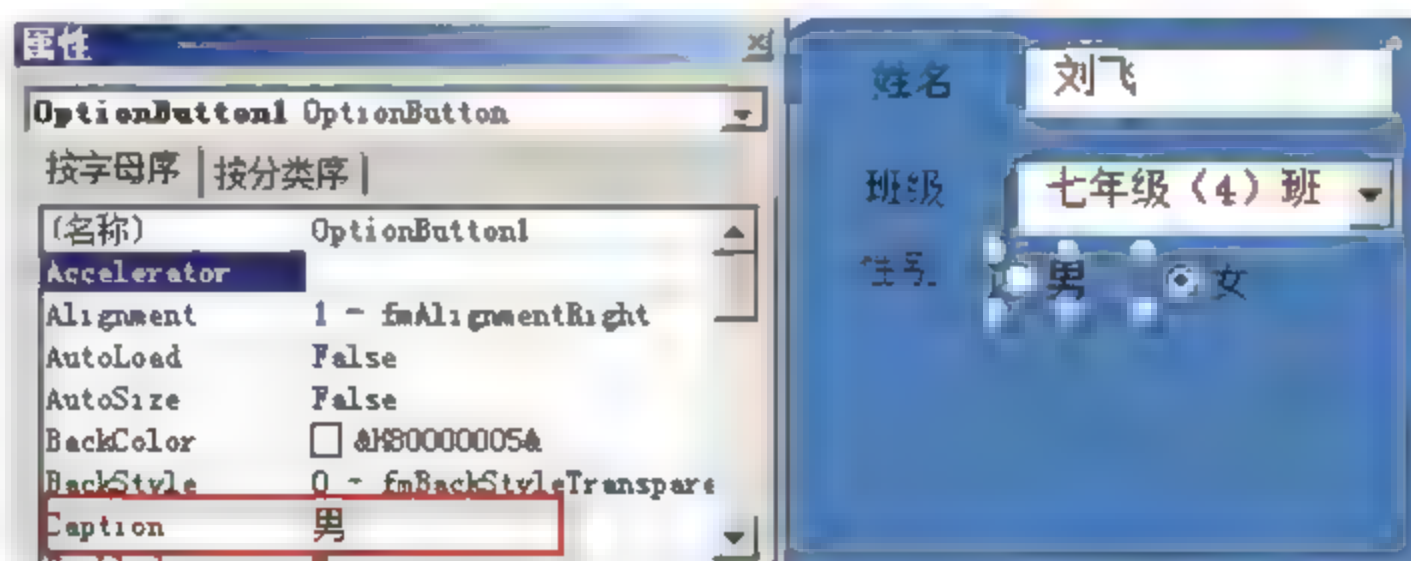 属性
OptionButton1 OptionButton
按字母序 按分类序
(名称) OptionButton1
Accelerator
Alignment 1 - fmAlignmentRight
AutoLoad False
AutoSize False
BackColor &H80000005&
BackStyle 0 - fmBackStyleTranspare
Caption 男
姓名 刘飞
班级 七年级（4）班
性别 男 女